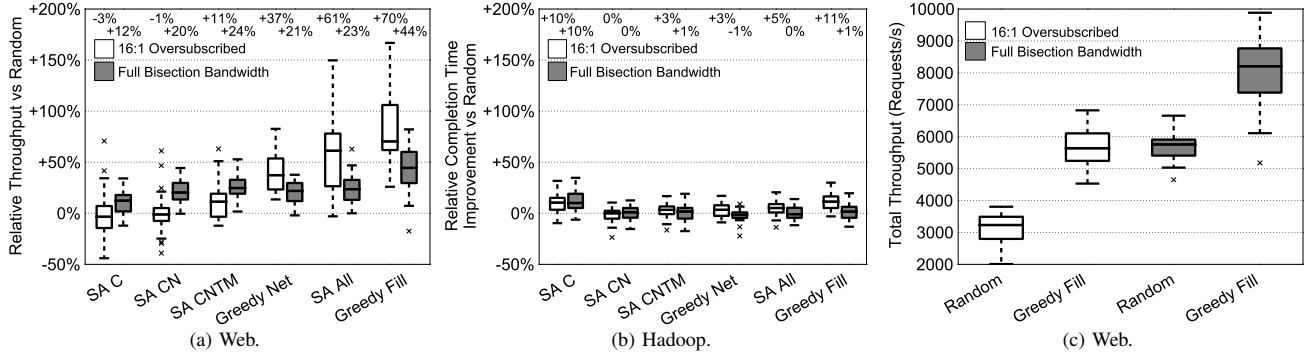 Relative Throughput vs Random
+200%
+150%
+100%
+50%
0%
-50%
-3% -1% +11% +37% +61% +70%
+12% +20% +24% +21% +23% +44%
16:1 Oversubscribed
Full Bisection Bandwidth
SA C
SA CN
SA CNTM
Greedy Net
SA All
Greedy Fill
(a) Web.
Relative Completion Time
Improvement vs Random
+200%
+150%
+100%
+50%
0%
-50%
+10% 0% +3% +3% +5% +11%
+10% 0% +1% -1% 0% +1%
16:1 Oversubscribed
Full Bisection Bandwidth
SA C
SA CN
SA CNTM
Greedy Net
SA All
Greedy Fill
(b) Hadoop.
Total Throughput (Requests/s)
10000
9000
8000
7000
6000
5000
4000
3000
2000
16:1 Oversubscribed
Full Bisection Bandwidth
Random
Greedy Fill
Random
Greedy Fill
(c) Web.